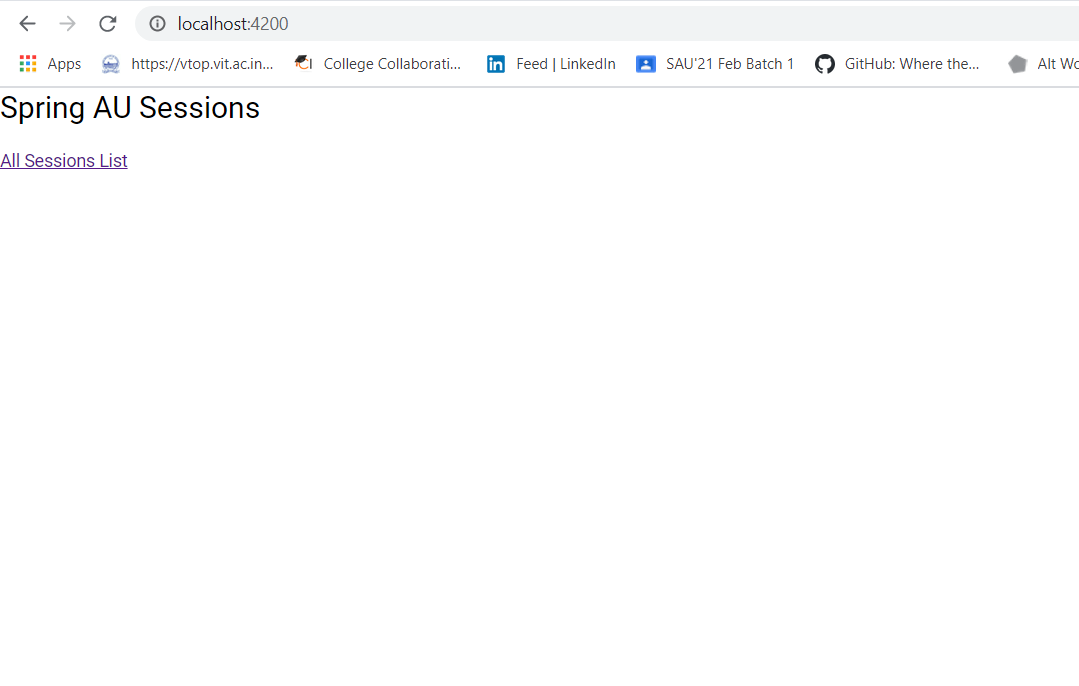 localhost:4200
Apps https://vtop.vit.ac.in... College Collaborati... Feed | LinkedIn SAU'21 Feb Batch 1 GitHub: Where the... Alt Wo
Spring AU Sessions
All Sessions List